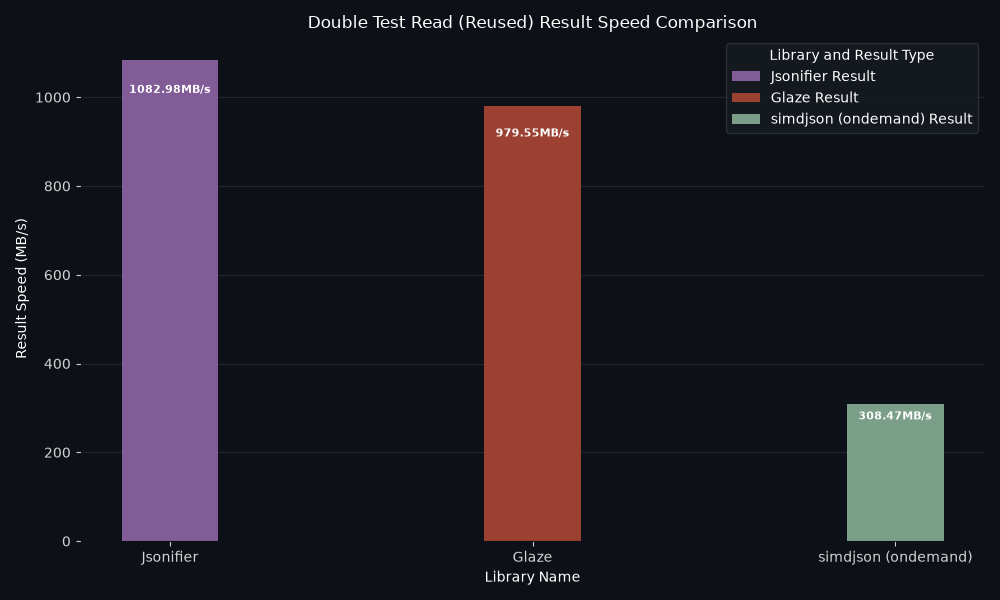 Double Test Read (Reused) Result Speed Comparison
Library and Result Type
Jsonifier Result
Glaze Result
simdjson (ondemand) Result
1082.98MB/s
979.55MB/s
308.47MB/s
Result Speed (MB/s)
1000
800
600
400
200
0
Jsonifier
Glaze
simdjson (ondemand)
Library Name